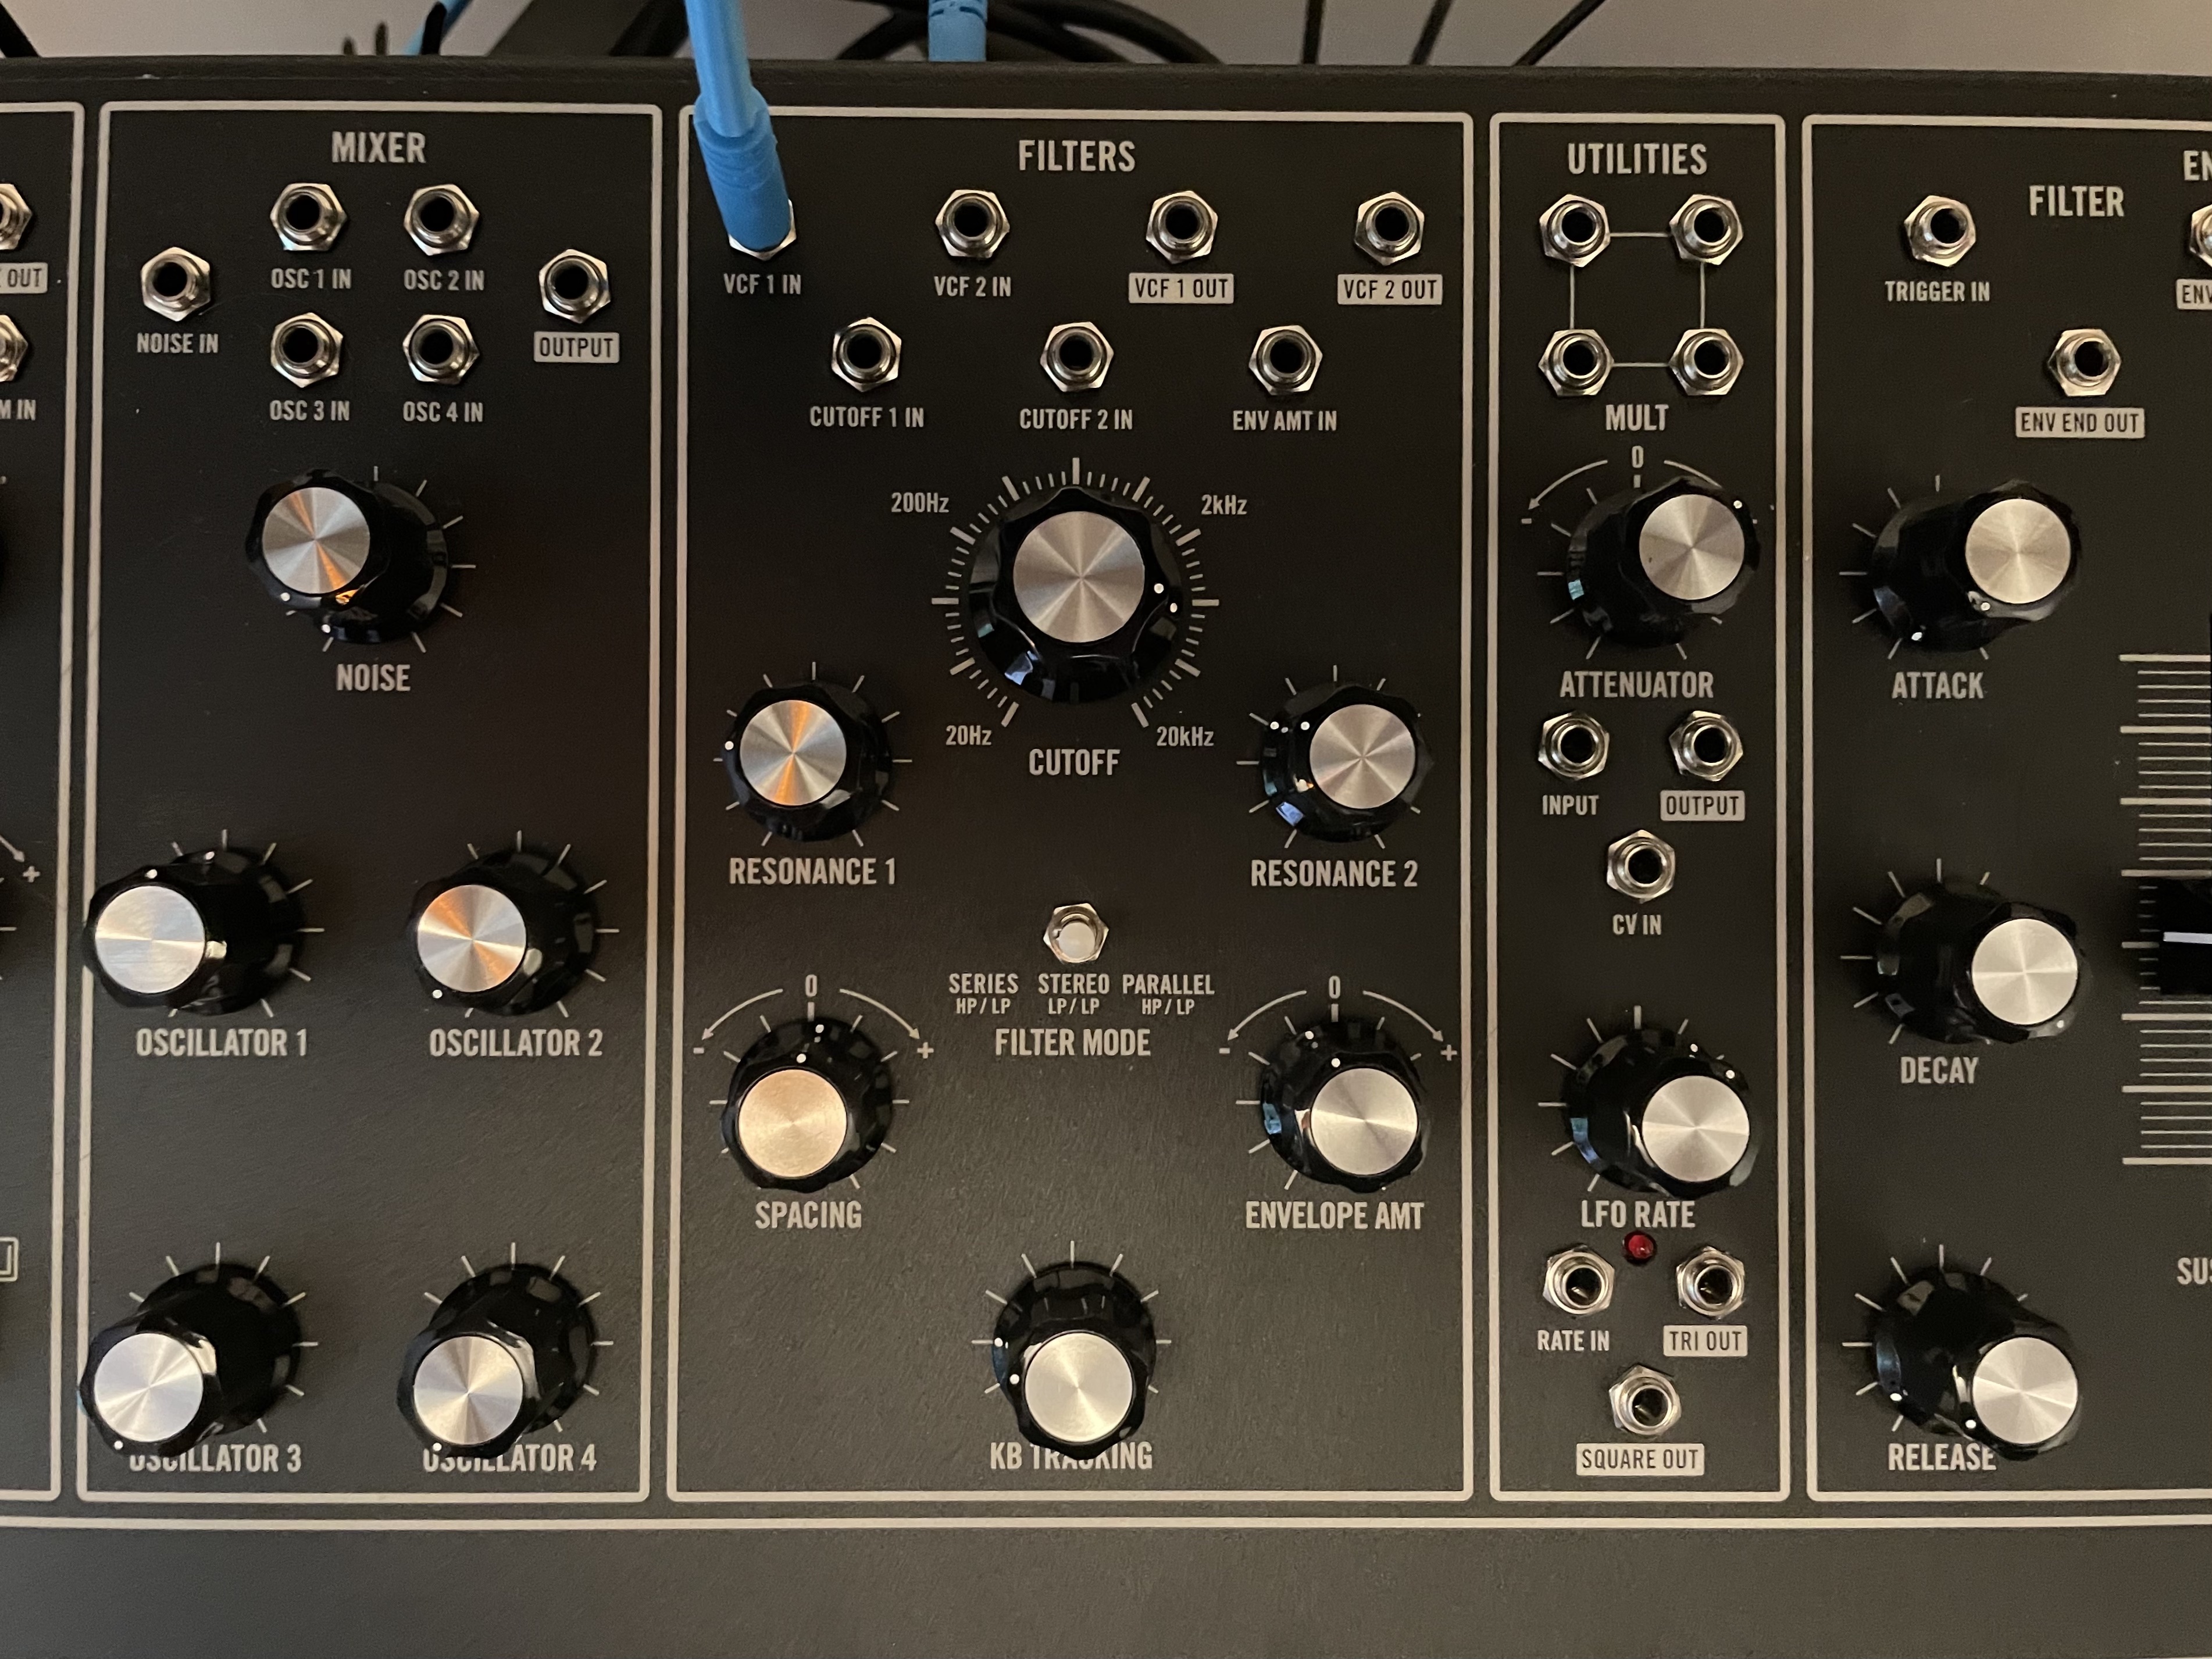 MIXER
OSC 1 IN
OSC 2 IN
NOISE IN
OUTPUT
OSC 3 IN
OSC 4 IN
NOISE
OSCILLATOR 1
OSCILLATOR 2
OSCILLATOR 3
OSCILLATOR 4
OUT
IN
+
FILTERS
VCF 1 IN
VCF 2 IN
VCF 1 OUT
VCF 2 OUT
CUTOFF 1 IN
CUTOFF 2 IN
ENV AMT IN
200Hz
2kHz
20Hz
20kHz
CUTOFF
RESONANCE 1
RESONANCE 2
SERIES STEREO PARALLEL
HP/LP LP/LP HP/LP
FILTER MODE
0
- +
SPACING
0
- +
ENVELOPE AMT
KB TRACKING
UTILITIES
MULT
0
-
ATTENUATOR
INPUT
OUTPUT
CV IN
LFO RATE
RATE IN
TRI OUT
SQUARE OUT
FILTER
TRIGGER IN
ENV
ENV END OUT
ATTACK
DECAY
RELEASE